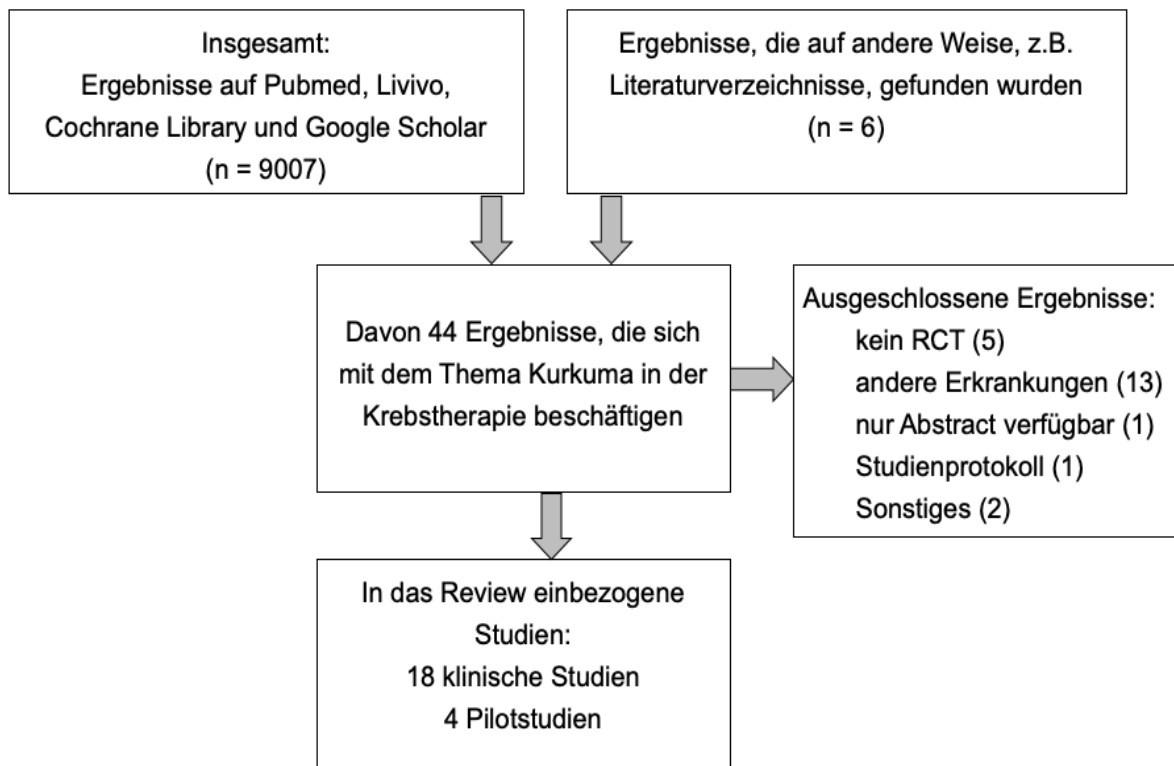 Insgesamt:
Ergebnisse auf Pubmed, Livivo,
Cochrane Library und Google Scholar
(n = 9007)
Ergebnisse, die auf andere Weise, z.B.
Literaturverzeichnisse, gefunden wurden
(n = 6)
Davon 44 Ergebnisse, die sich
mit dem Thema Kurkuma in der
Krebstherapie beschäftigen
Ausgeschlossene Ergebnisse:
kein RCT (5)
andere Erkrankungen (13)
nur Abstract verfügbar (1)
Studienprotokoll (1)
Sonstiges (2)
In das Review einbezogene
Studien:
18 klinische Studien
4 Pilotstudien